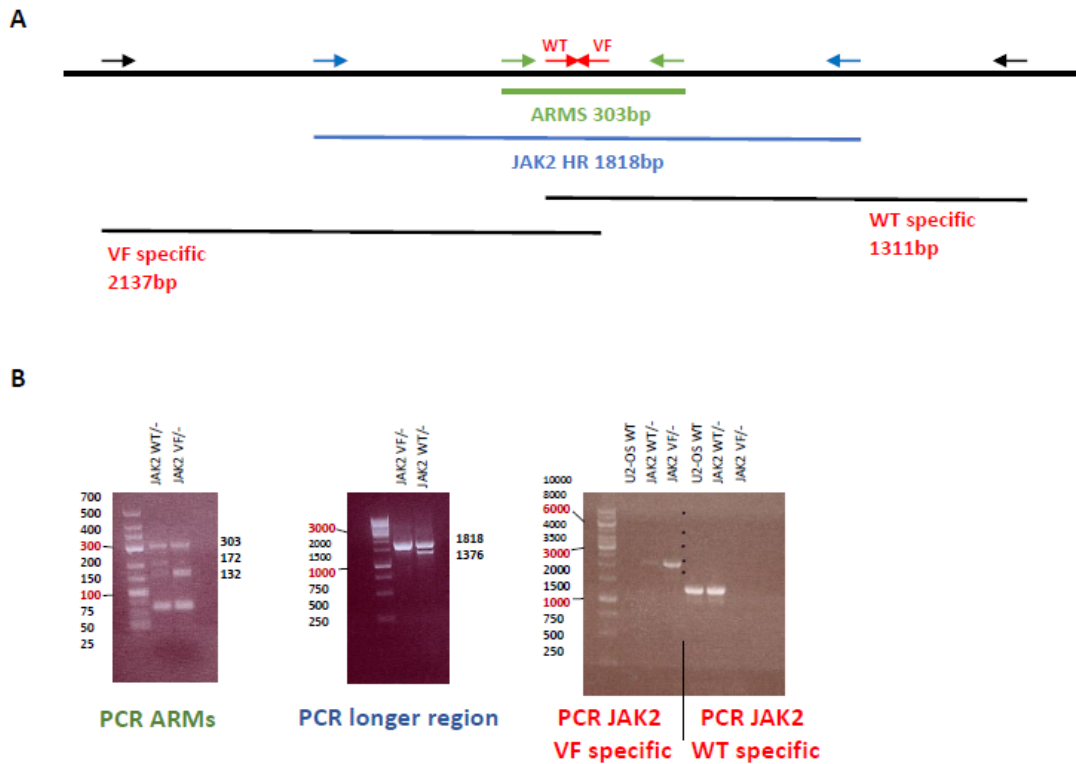 A
WT VF
ARMS 303bp
JAK2 HR 1818bp
WT specific
1311bp
VF specific
2137bp
B
JAK2 WT/-
JAK2 VF/-
700
500
400
300
200
150
100
75
50
25
303
172
132
PCR ARMs
JAK2 VF/-
JAK2 WT/-
3000
2000
1500
1000
750
500
250
1818
1376
PCR longer region
U2-OS WT
JAK2 WT/-
JAK2 VF/-
U2-OS WT
JAK2 WT/-
JAK2 VF/-
10000
8000
6000
4000
3500
3000
2000
1500
1000
750
500
250
PCR JAK2
VF specific
PCR JAK2
WT specific